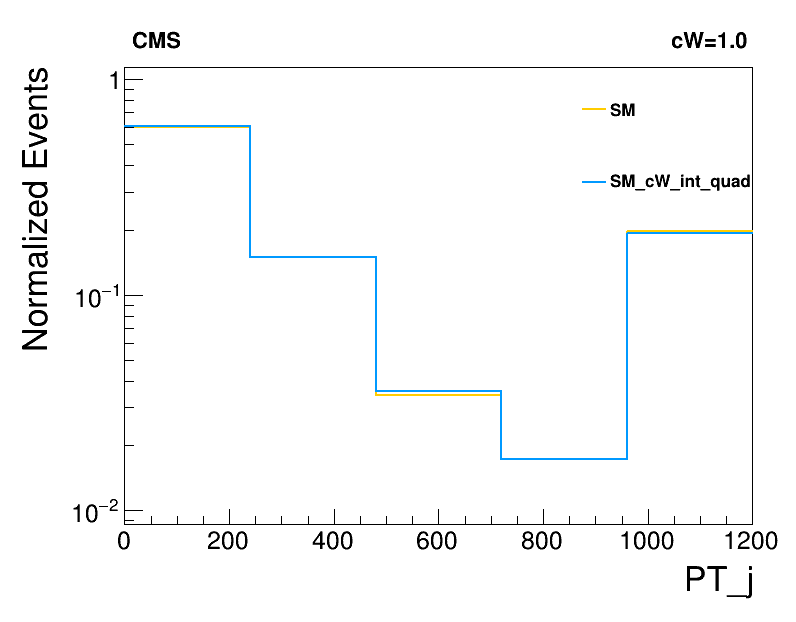 CMS
cW=1.0
Normalized Events
1
10⁻¹
10⁻²
SM
SM_cW_int_quad
0 200 400 600 800 1000 1200
PT_j